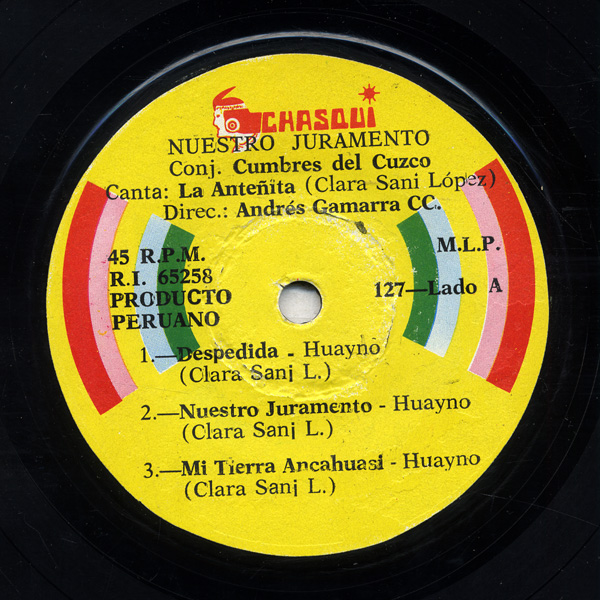 CHASQUI
NUESTRO JURAMENTO
Conj. Cumbres del Cuzco
Canta: La Anteñita (Clara Sani López)
Direc.: Andrés Gamarra CC.
45 R.P.M.
R.I. 65258
PRODUCTO
PERUANO
M.L.P.
127—Lado A
1.—Despedida - Huayno
(Clara Sani L.)
2.—Nuestro Juramento - Huayno
(Clara Sani L.)
3.—Mi Tierra Ancahuasi - Huayno
(Clara Sani L.)